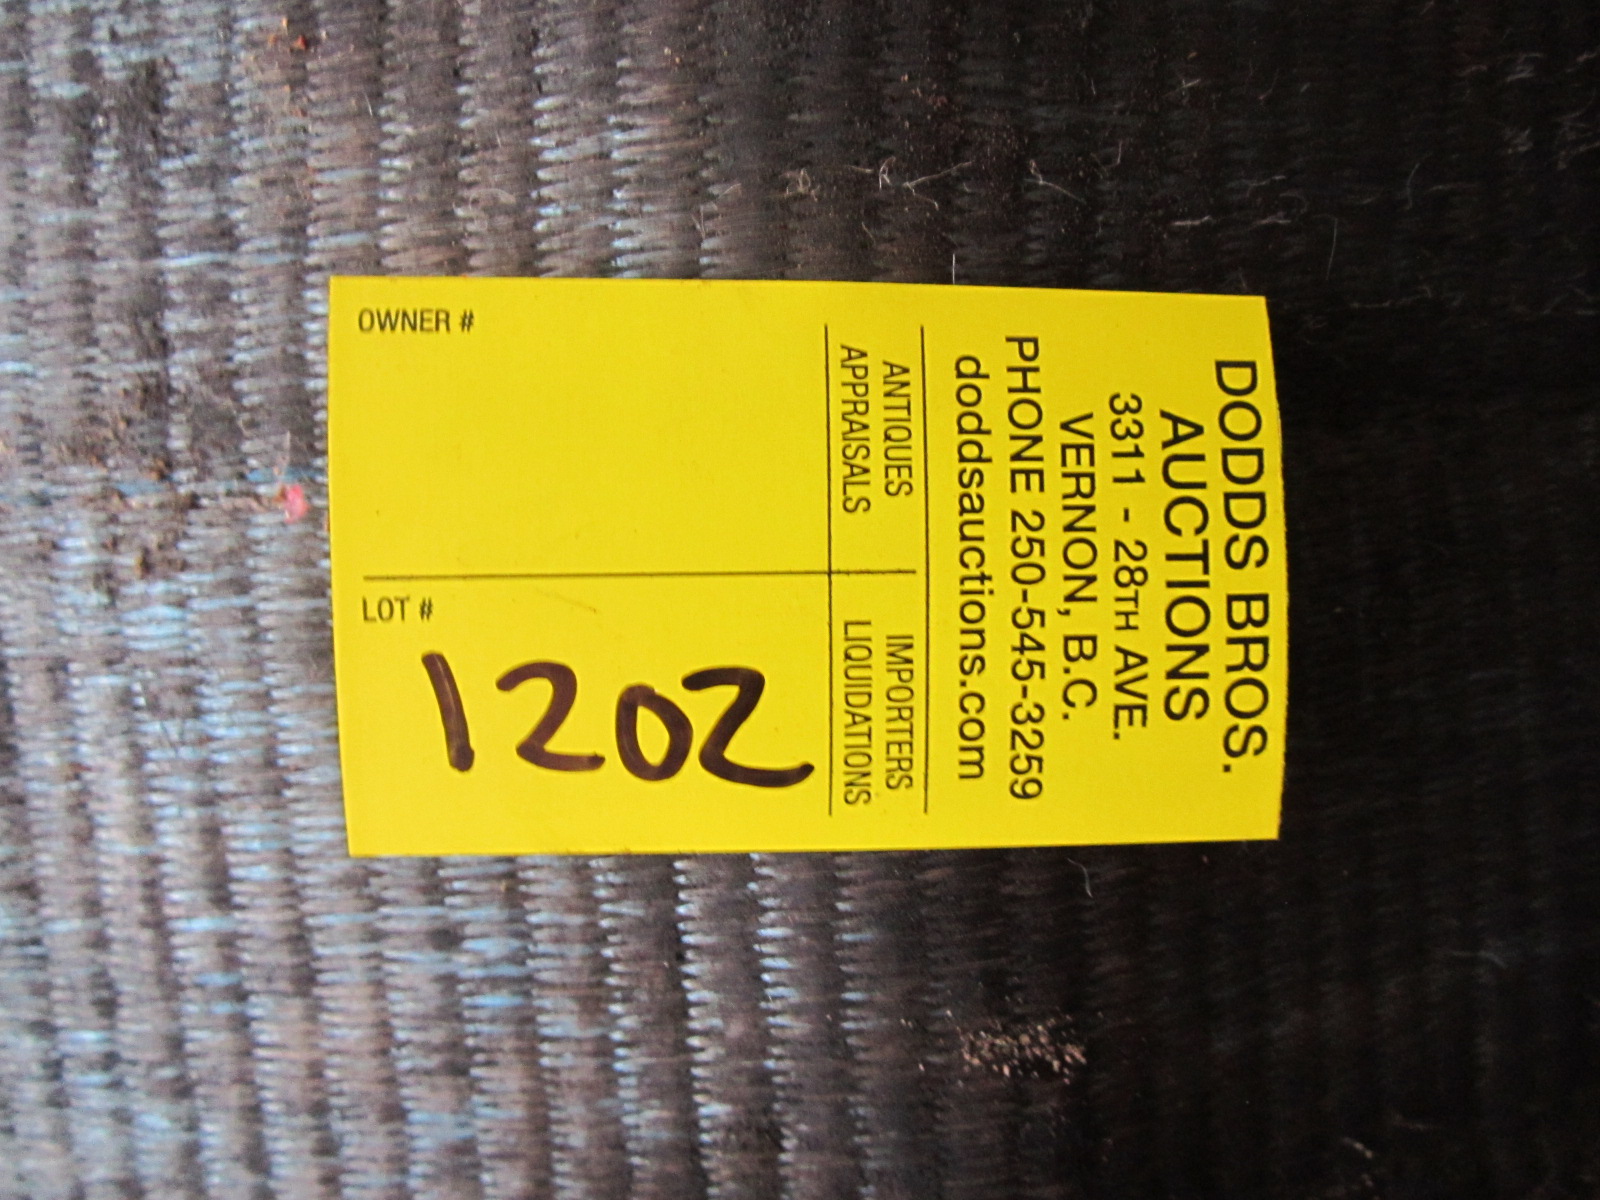 DODDS BROS.
AUCTIONS
3311 - 28TH AVE.
VERNON, B.C.
PHONE 250-545-3259
doddsauctions.com
ANTIQUES
APPRAISALS
IMPORTERS
LIQUIDATIONS
OWNER #
LOT #
1202